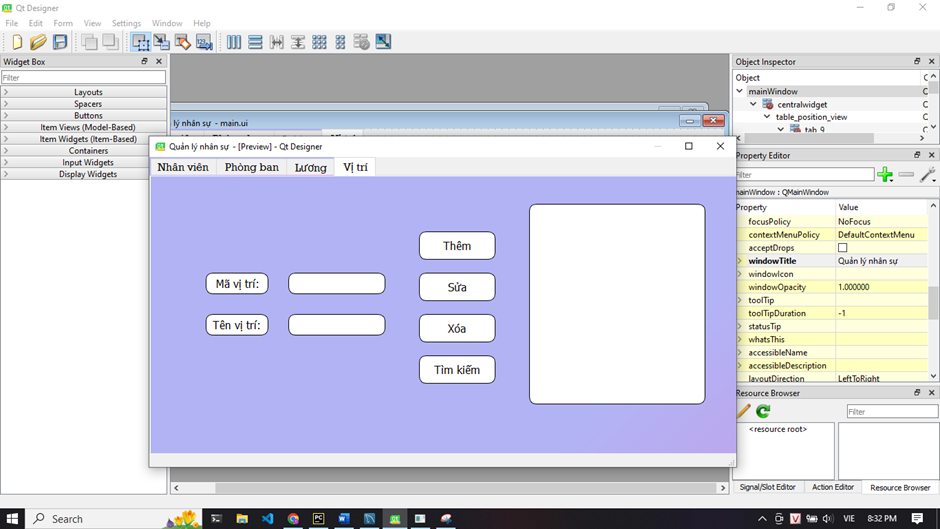 Qt Designer
File Edit Form View Settings Window Help
Widget Box
Filter
Layouts
Spacers
Buttons
Item Views (Model-Based)
Item Widgets (Item-Based)
Containers
Input Widgets
Display Widgets
lý nhân sự - main.ui
Quản lý nhân sự - [Preview] - Qt Designer
Nhân viên Phòng ban Lương Vị trí
Mã vị trí:
Tên vị trí:
Thêm
Sửa
Xóa
Tìm kiếm
Object Inspector
Object
mainWindow
centralwidget
table_position_view
tab_9
Property Editor
Filter
mainWindow : QMainWindow
Property Value
focusPolicy NoFocus
contextMenuPolicy DefaultContextMenu
acceptDrops
windowTitle Quản lý nhân sự
windowIcon
windowOpacity 1.000000
toolTip
toolTipDuration -1
statusTip
whatsThis
accessibleName
accessibleDescription
layoutDirection LeftToRight
Resource Browser
Filter
<resource root>
Signal/Slot Editor Action Editor Resource Browser
Search
VIE 8:32 PM